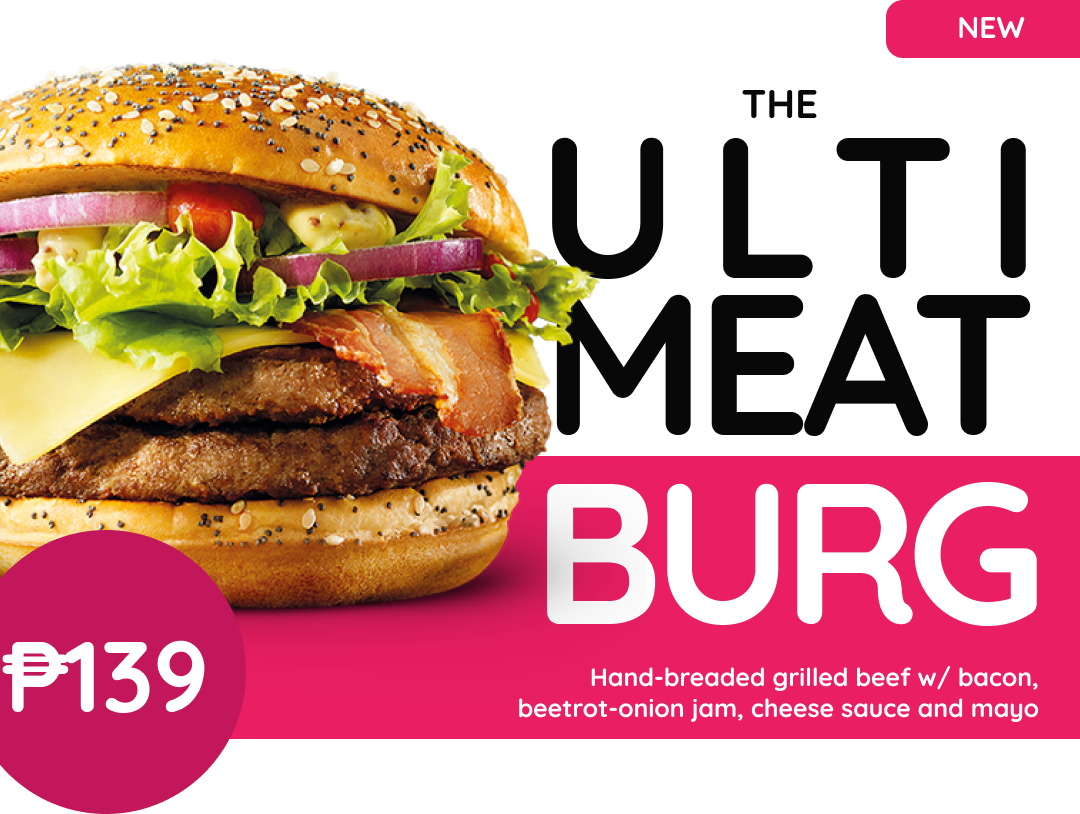 NEW
THE
ULTI
MEAT
BURG
Hand-breaded grilled beef w/ bacon,
beetrot-onion jam, cheese sauce and mayo
₱139